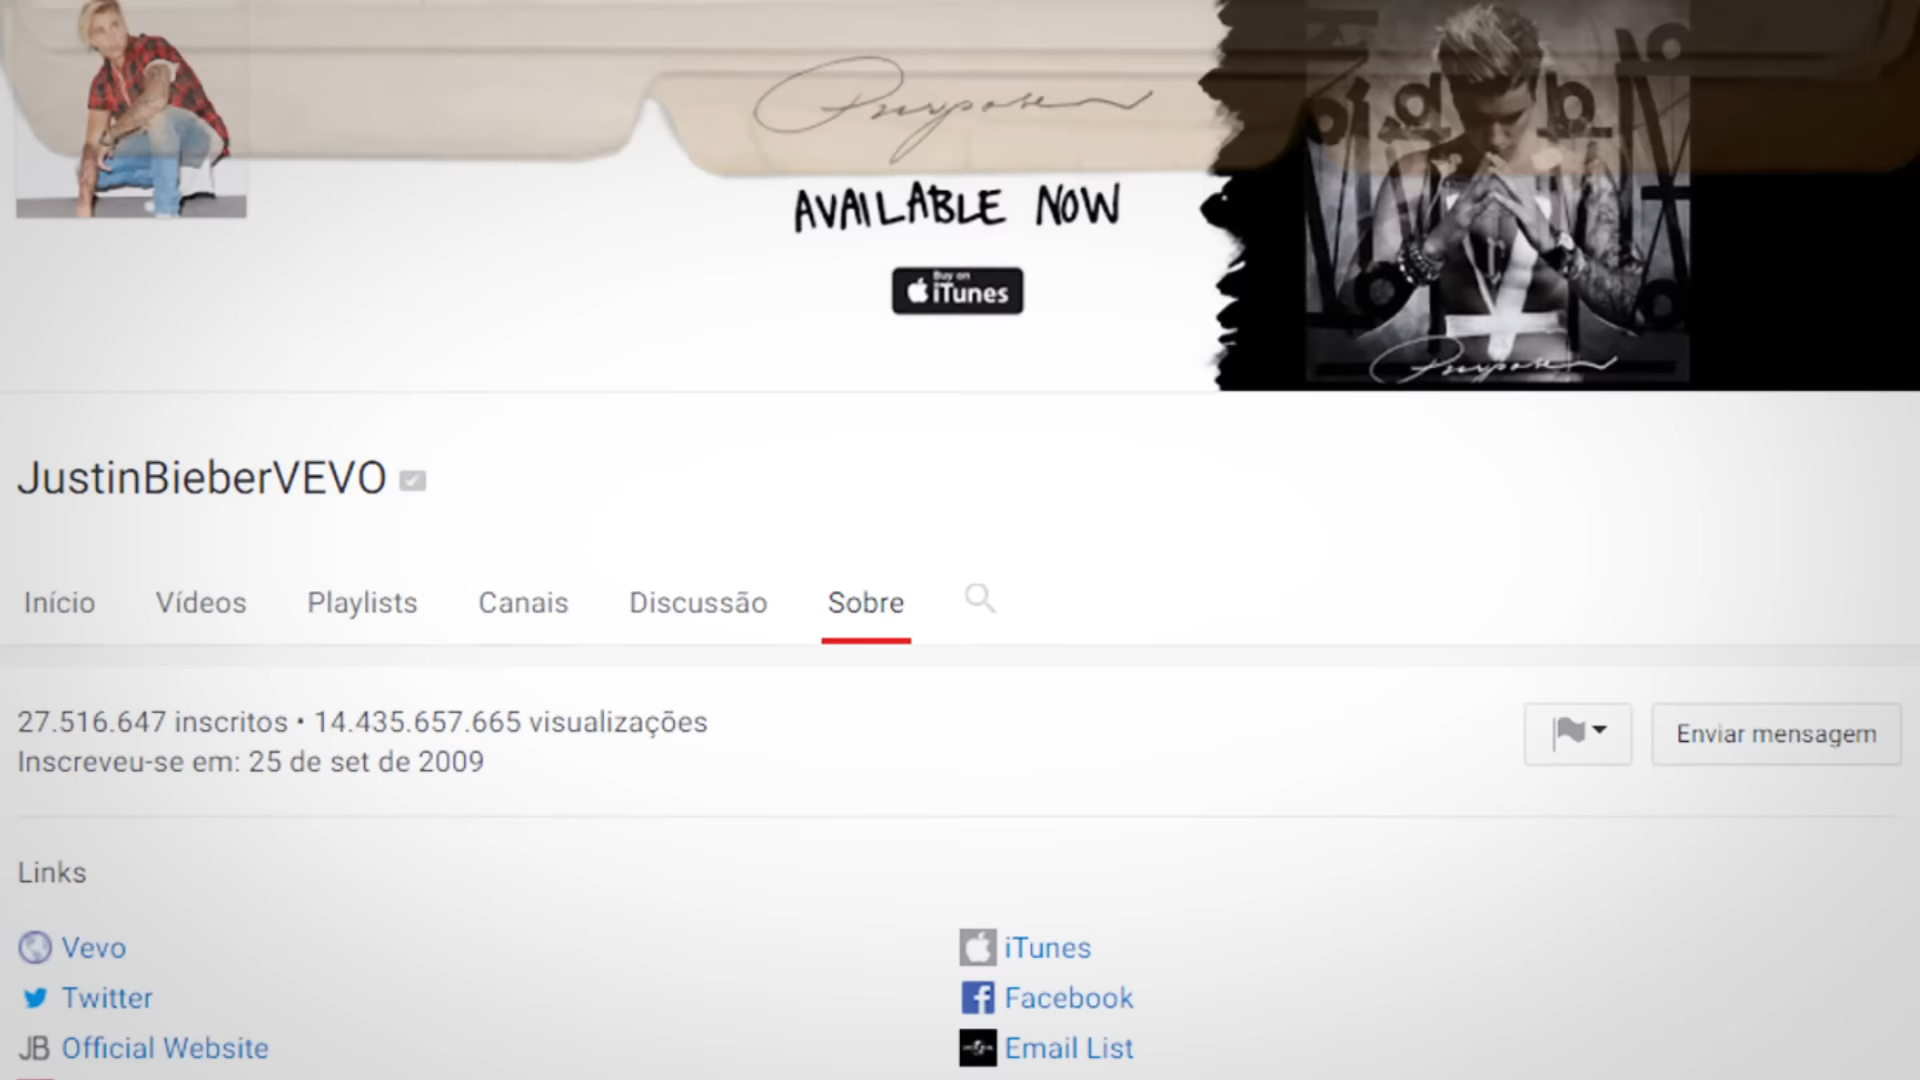 Purpose
AVAILABLE NOW
Buy on
iTunes
Purpose
JustinBieberVEVO
Início Vídeos Playlists Canais Discussão Sobre
27.516.647 inscritos • 14.435.657.665 visualizações
Inscreveu-se em: 25 de set de 2009
Enviar mensagem
Links
Vevo
iTunes
Twitter
Facebook
JB Official Website
Email List